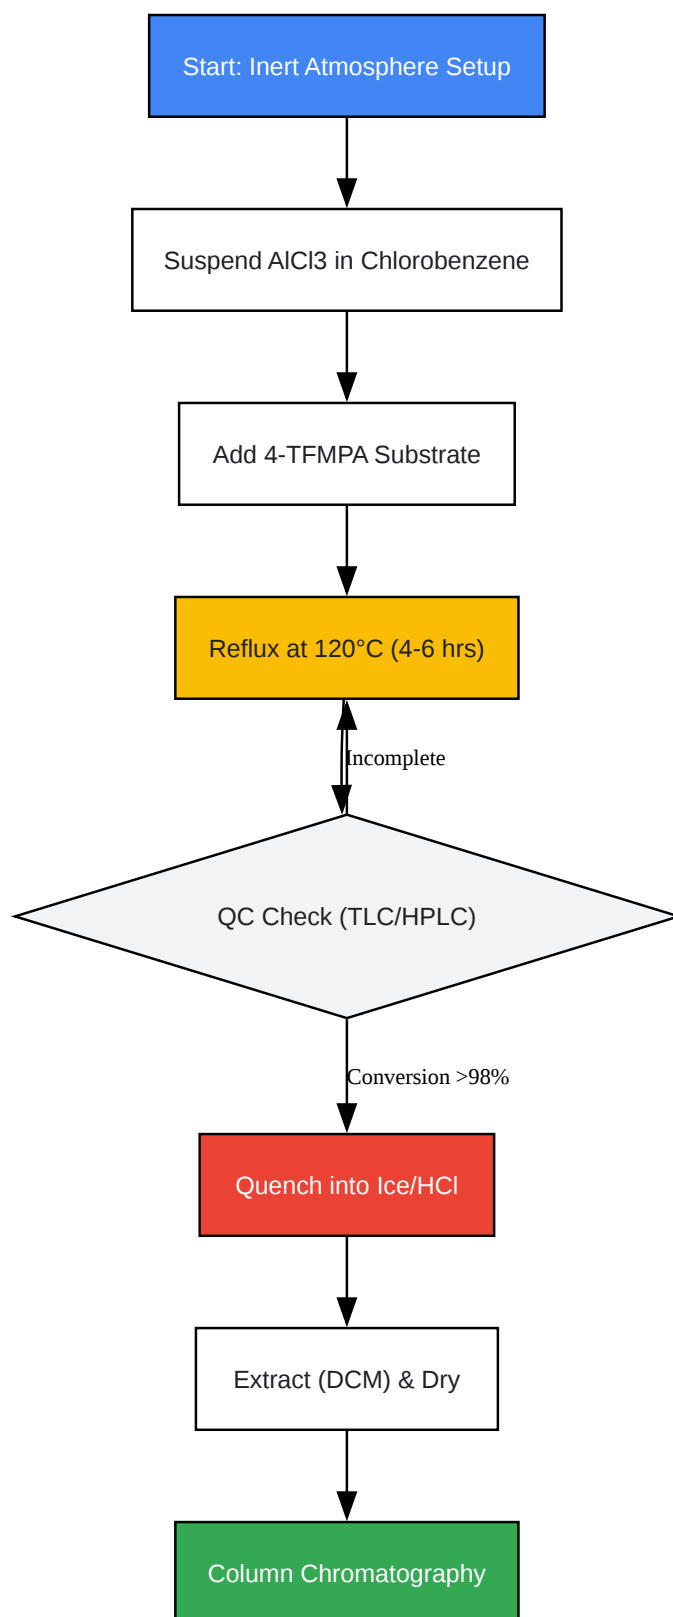 Start: Inert Atmosphere Setup
Suspend AlCl3 in Chlorobenzene
Add 4-TFMPA Substrate
Reflux at 120°C (4-6 hrs)
Incomplete
QC Check (TLC/HPLC)
Conversion >98%
Quench into Ice/HCl
Extract (DCM) & Dry
Column Chromatography